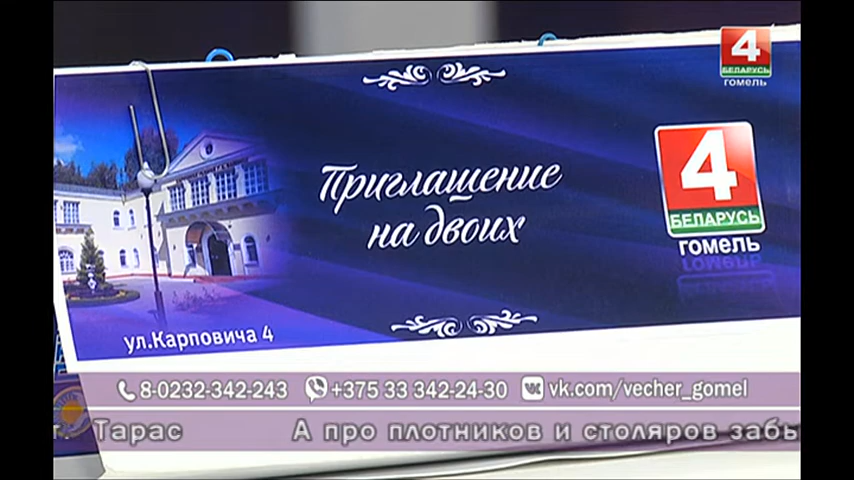 4
БЕЛАРУСЬ
ГОМЕЛЬ
Приглашение
на двоих
4
БЕЛАРУСЬ
ГОМЕЛЬ
ул.Карповича 4
8-0232-342-243 +375 33 342-24-30 vk.com/vecher_gomel
т. Тарас А про плотников и столяров забы